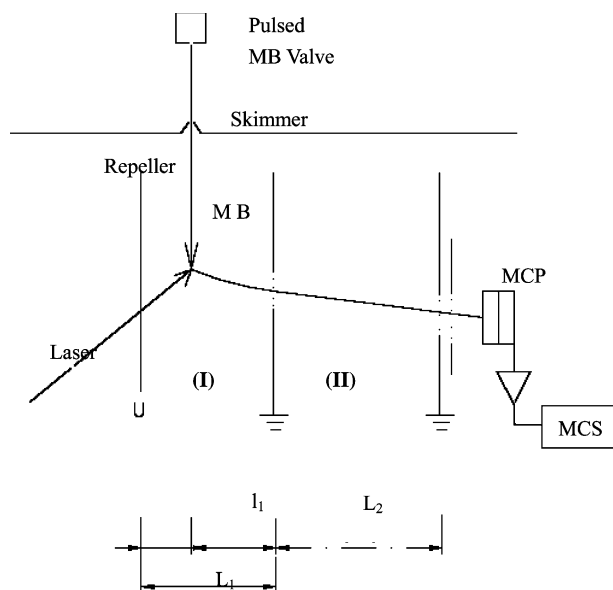 Pulsed
MB Valve
Skimmer
Repeller
M B
MCP
Laser
(I)
(II)
U
MCS
l₁
L₂
L₁